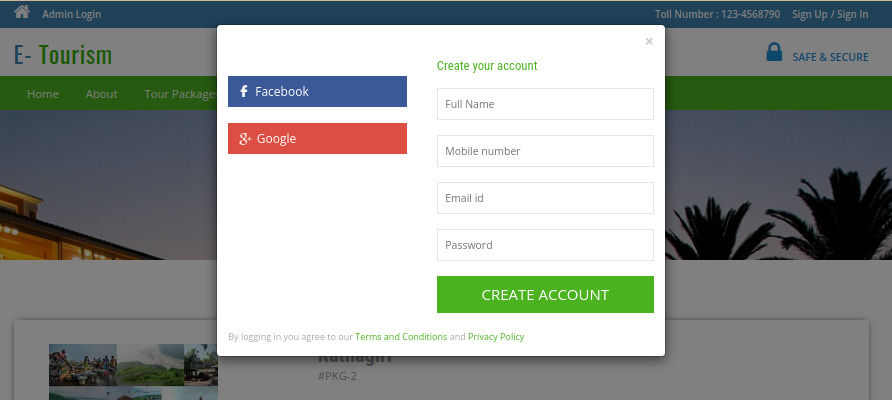 Admin Login
Toll Number : 123-4568790
Sign Up / Sign In
E- Tourism
SAFE & SECURE
Home
About
Tour Packages
×
Facebook
Google
Create your account
Full Name
Mobile number
Email id
Password
CREATE ACCOUNT
By logging in you agree to our Terms and Conditions and Privacy Policy
#PKG-2